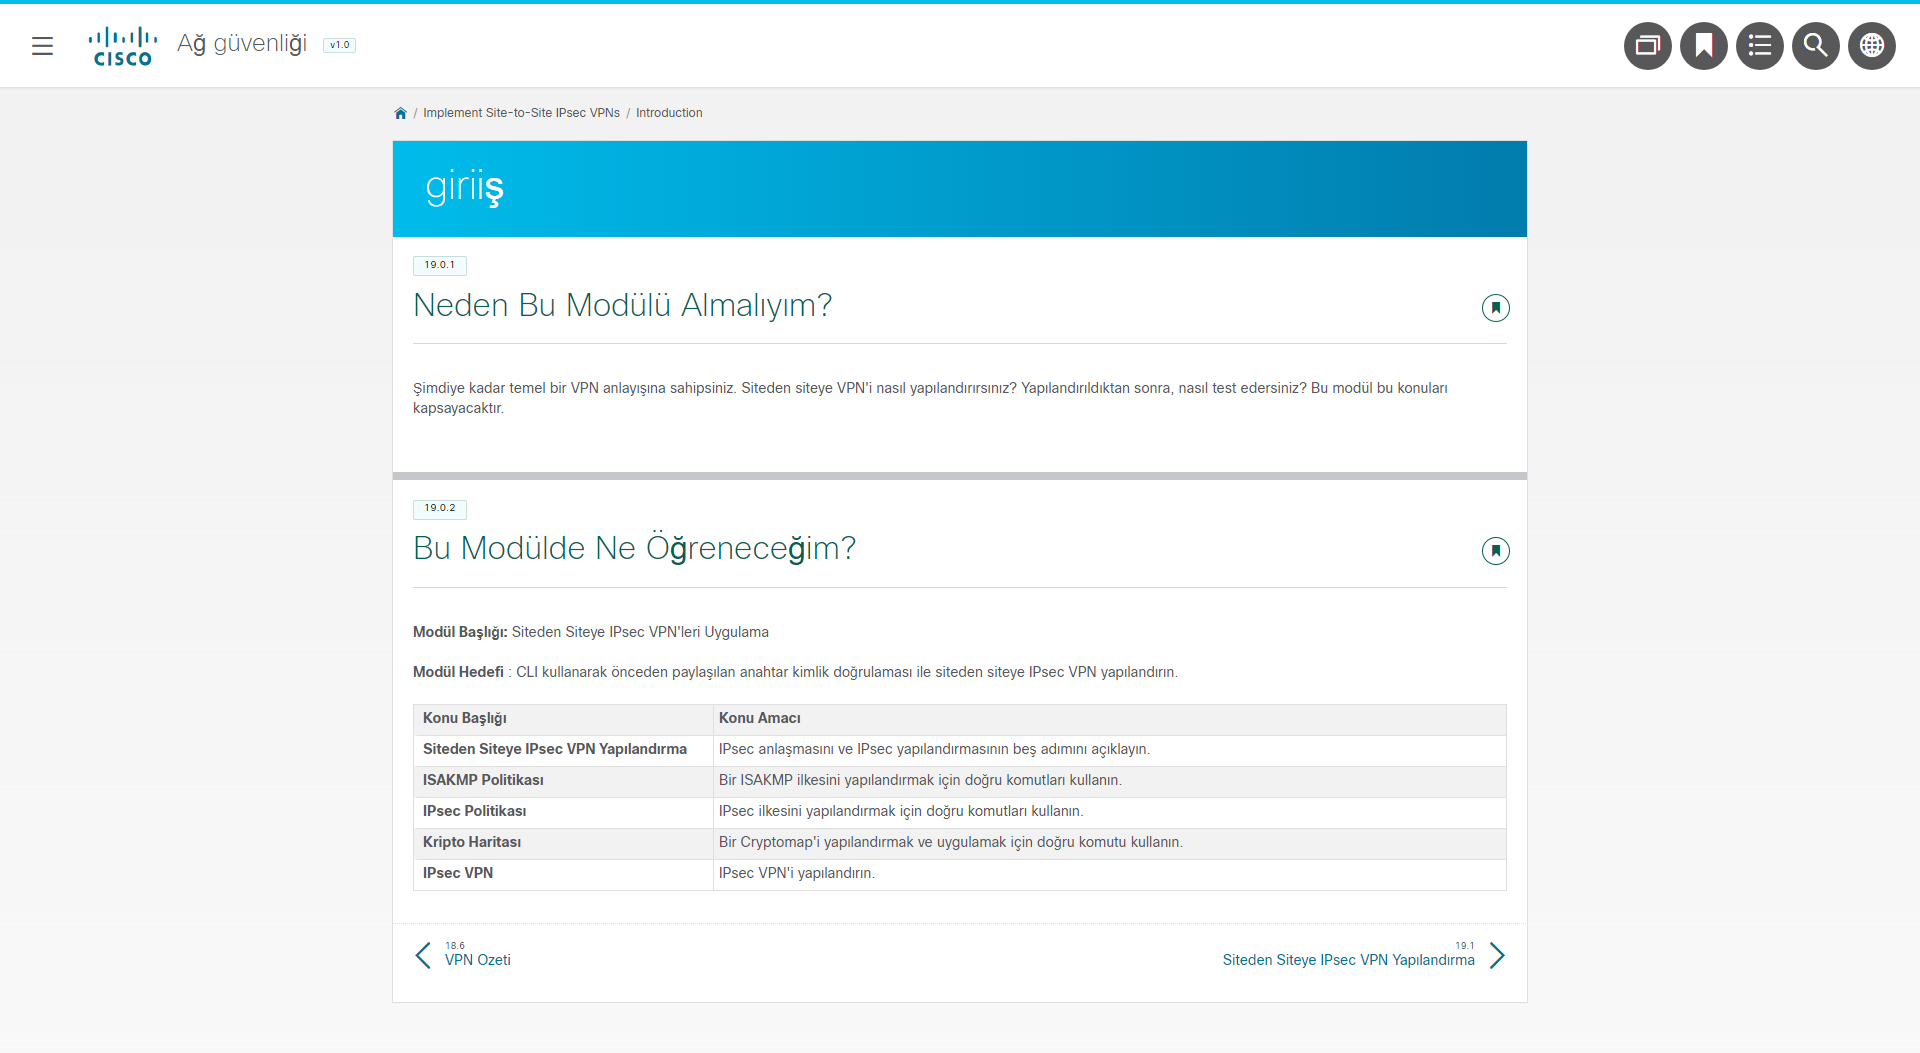 CISCO
Ağ güvenliği
v1.0
/ Implement Site-to-Site IPsec VPNs / Introduction
giriiş
19.0.1
Neden Bu Modülü Almalıyım?
Şimdiye kadar temel bir VPN anlayışına sahipsiniz. Siteden siteye VPN'i nasıl yapılandırırsınız? Yapılandırıldıktan sonra, nasıl test edersiniz? Bu modül bu konuları
kapsayacaktır.
19.0.2
Bu Modülde Ne Öğreneceğim?
Modül Başlığı: Siteden Siteye IPsec VPN'leri Uygulama
Modül Hedefi : CLI kullanarak önceden paylaşılan anahtar kimlik doğrulaması ile siteden siteye IPsec VPN yapılandırın.
Konu Başlığı Konu Amacı
Siteden Siteye IPsec VPN Yapılandırma IPsec anlaşmasını ve IPsec yapılandırmasının beş adımını açıklayın.
ISAKMP Politikası Bir ISAKMP ilkesini yapılandırmak için doğru komutları kullanın.
IPsec Politikası IPsec ilkesini yapılandırmak için doğru komutları kullanın.
Kripto Haritası Bir Cryptomap'i yapılandırmak ve uygulamak için doğru komutu kullanın.
IPsec VPN IPsec VPN'i yapılandırın.
18.6
VPN Ozeti
19.1
Siteden Siteye IPsec VPN Yapılandırma